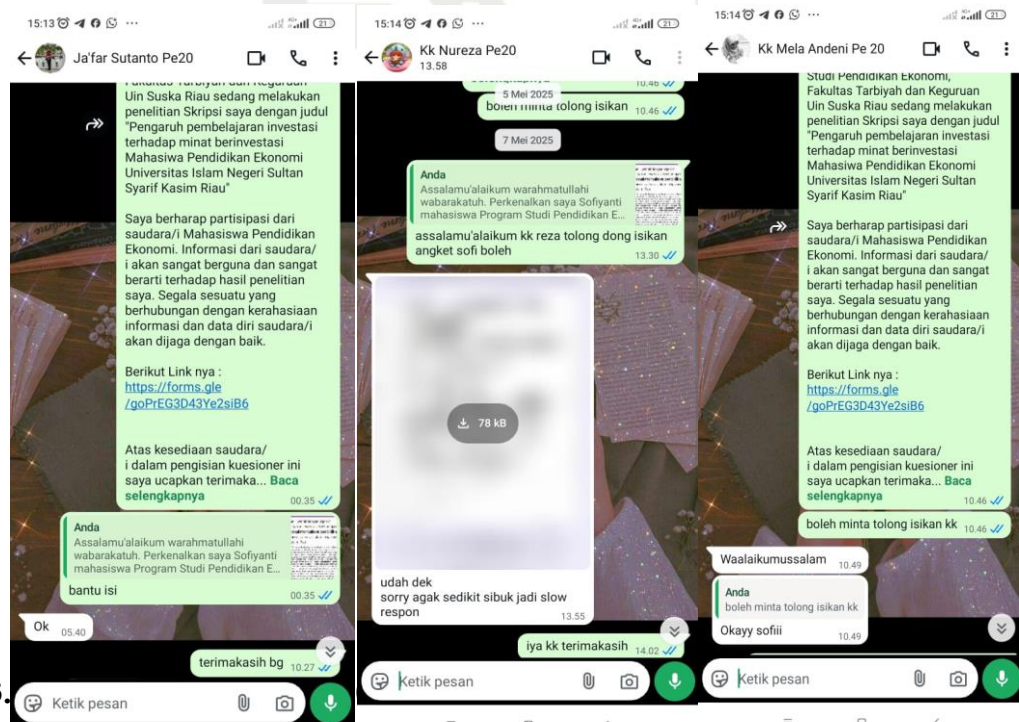 15:13
21
Ja'far Sutanto Pe20
Uin Suska Riau sedang melakukan
penelitian Skripsi saya dengan judul
"Pengaruh pembelajaran investasi
terhadap minat berinvestasi
Mahasiwa Pendidikan Ekonomi
Universitas Islam Negeri Sultan
Syarif Kasim Riau"
Saya berharap partisipasi dari
saudara/i Mahasiswa Pendidikan
Ekonomi. Informasi dari saudara/
i akan sangat berguna dan sangat
berarti terhadap hasil penelitian
saya. Segala sesuatu yang
berhubungan dengan kerahasiaan
informasi dan data diri saudara/i
akan dijaga dengan baik.
Berikut Link nya :
https://forms.gle
/goPrEG3D43Ye2siB6
Atas kesediaan saudara/
i dalam pengisian kuesioner ini
saya ucapkan terimaka... Baca
selengkapnya
00.35
Anda
Assalamu'alaikum warahmatullahi
wabarakatuh. Perkenalkan saya Sofiyanti
mahasiswa Program Studi Pendidikan E...
bantu isi
00.35
Ok 05.40
terimakasih bg 10.27
Ketik pesan
15:14
21
Kk Nureza Pe20
13.58
10.46
5 Mei 2025
boleh minta tolong isikan 10.46
7 Mei 2025
Anda
Assalamu'alaikum warahmatullahi
wabarakatuh. Perkenalkan saya Sofiyanti
mahasiswa Program Studi Pendidikan E...
assalamu'alaikum kk reza tolong dong isikan
angket sofi boleh
13.30
78 kB
udah dek
sorry agak sedikit sibuk jadi slow
respon
13.55
iya kk terimakasih 14.02
Ketik pesan
15:14
21
Kk Mela Andeni Pe 20
Studi Pendidikan Ekonomi,
Fakultas Tarbiyah dan Keguruan
Uin Suska Riau sedang melakukan
penelitian Skripsi saya dengan judul
"Pengaruh pembelajaran investasi
terhadap minat berinvestasi
Mahasiwa Pendidikan Ekonomi
Universitas Islam Negeri Sultan
Syarif Kasim Riau"
Saya berharap partisipasi dari
saudara/i Mahasiswa Pendidikan
Ekonomi. Informasi dari saudara/
i akan sangat berguna dan sangat
berarti terhadap hasil penelitian
saya. Segala sesuatu yang
berhubungan dengan kerahasiaan
informasi dan data diri saudara/i
akan dijaga dengan baik.
Berikut Link nya :
https://forms.gle
/goPrEG3D43Ye2siB6
Atas kesediaan saudara/
i dalam pengisian kuesioner ini
saya ucapkan terimaka... Baca
selengkapnya
10.46
boleh minta tolong isikan kk 10.46
Waalaikumussalam 10.49
Anda
boleh minta tolong isikan kk
Okayy sofiii
10.49
Ketik pesan